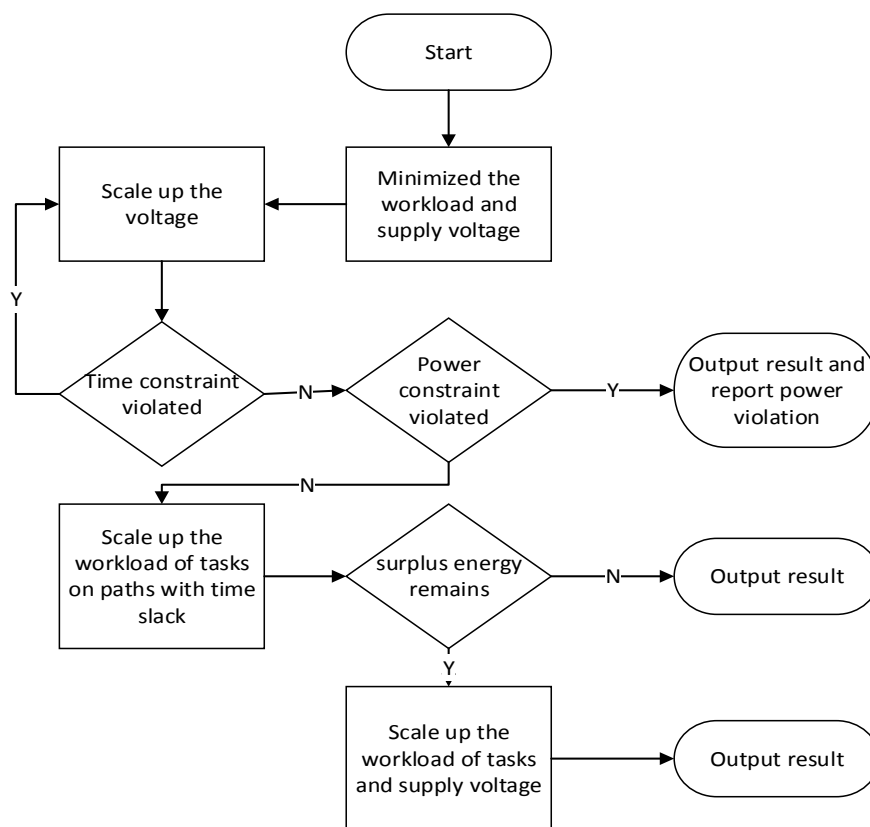 Start
Scale up the
voltage
Minimized the
workload and
supply voltage
Y
Time constraint
violated
N
Power
constraint
violated
Y
Output result and
report power
violation
N
Scale up the
workload of tasks
on paths with time
slack
surplus energy
remains
N
Output result
Y
Scale up the
workload of tasks
and supply voltage
Output result